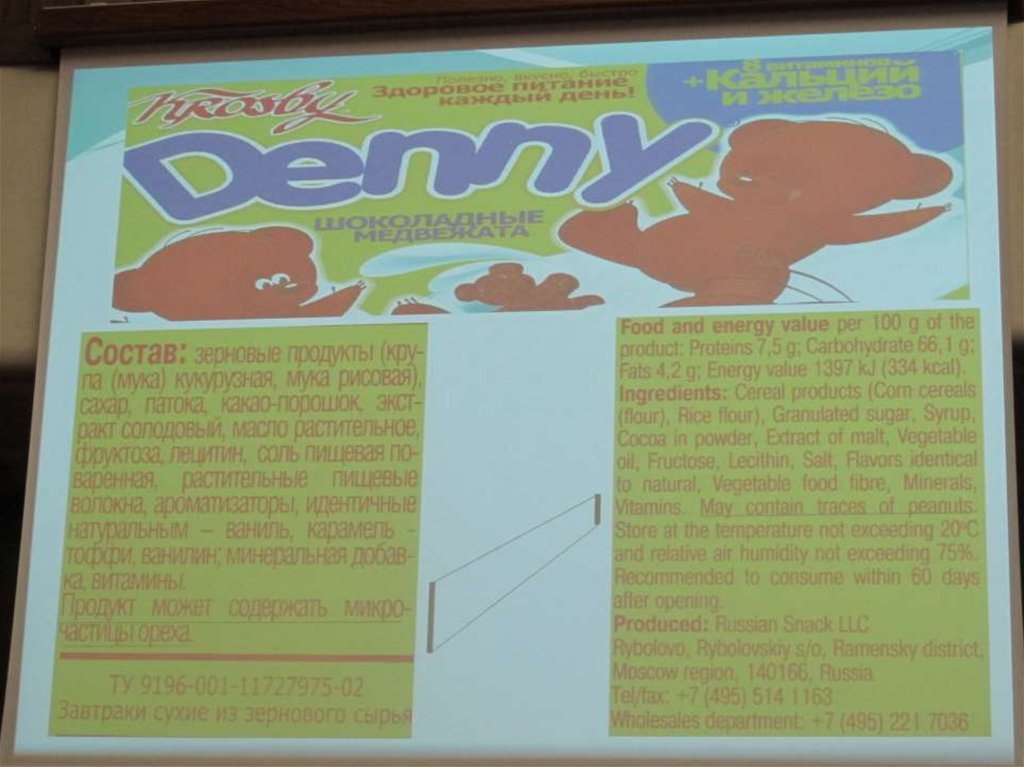 Krosby
Полезно, вкусно, быстро
Здоровое питание
каждый день!
8 витаминов
+Кальций
и железо
Denny
ШОКОЛАДНЫЕ
МЕДВЕЖАТА
Состав: зерновые продукты (кру-
па (мука) кукурузная, мука рисовая),
сахар, патока, какао-порошок, экст-
ракт солодовый, масло растительное,
фруктоза, лецитин, соль пищевая по-
варенная, растительные пищевые
волокна, ароматизаторы, идентичные
натуральным – ваниль, карамель -
тоффи, ванилин; минеральная добав-
ка, витамины.
Продукт может содержать микро-
частицы ореха.
ТУ 9196-001-11727975-02
Завтраки сухие из зернового сырья
Food and energy value per 100 g of the
product: Proteins 7,5 g; Carbohydrate 66,1 g;
Fats 4,2 g; Energy value 1397 kJ (334 kcal).
Ingredients: Cereal products (Corn cereals
(flour), Rice flour), Granulated sugar, Syrup,
Cocoa in powder, Extract of malt, Vegetable
oil, Fructose, Lecithin, Salt, Flavors identical
to natural, Vegetable food fibre, Minerals,
Vitamins. May contain traces of peanuts.
Store at the temperature not exceeding 20°C
and relative air humidity not exceeding 75%.
Recommended to consume within 60 days
after opening.
Produced: Russian Snack LLC
Rybolovo, Rybolovskiy s/o, Ramensky district,
Moscow region, 140166, Russia
Tel/fax: +7 (495) 514 1163
Wholesales department: +7 (495) 221 7036